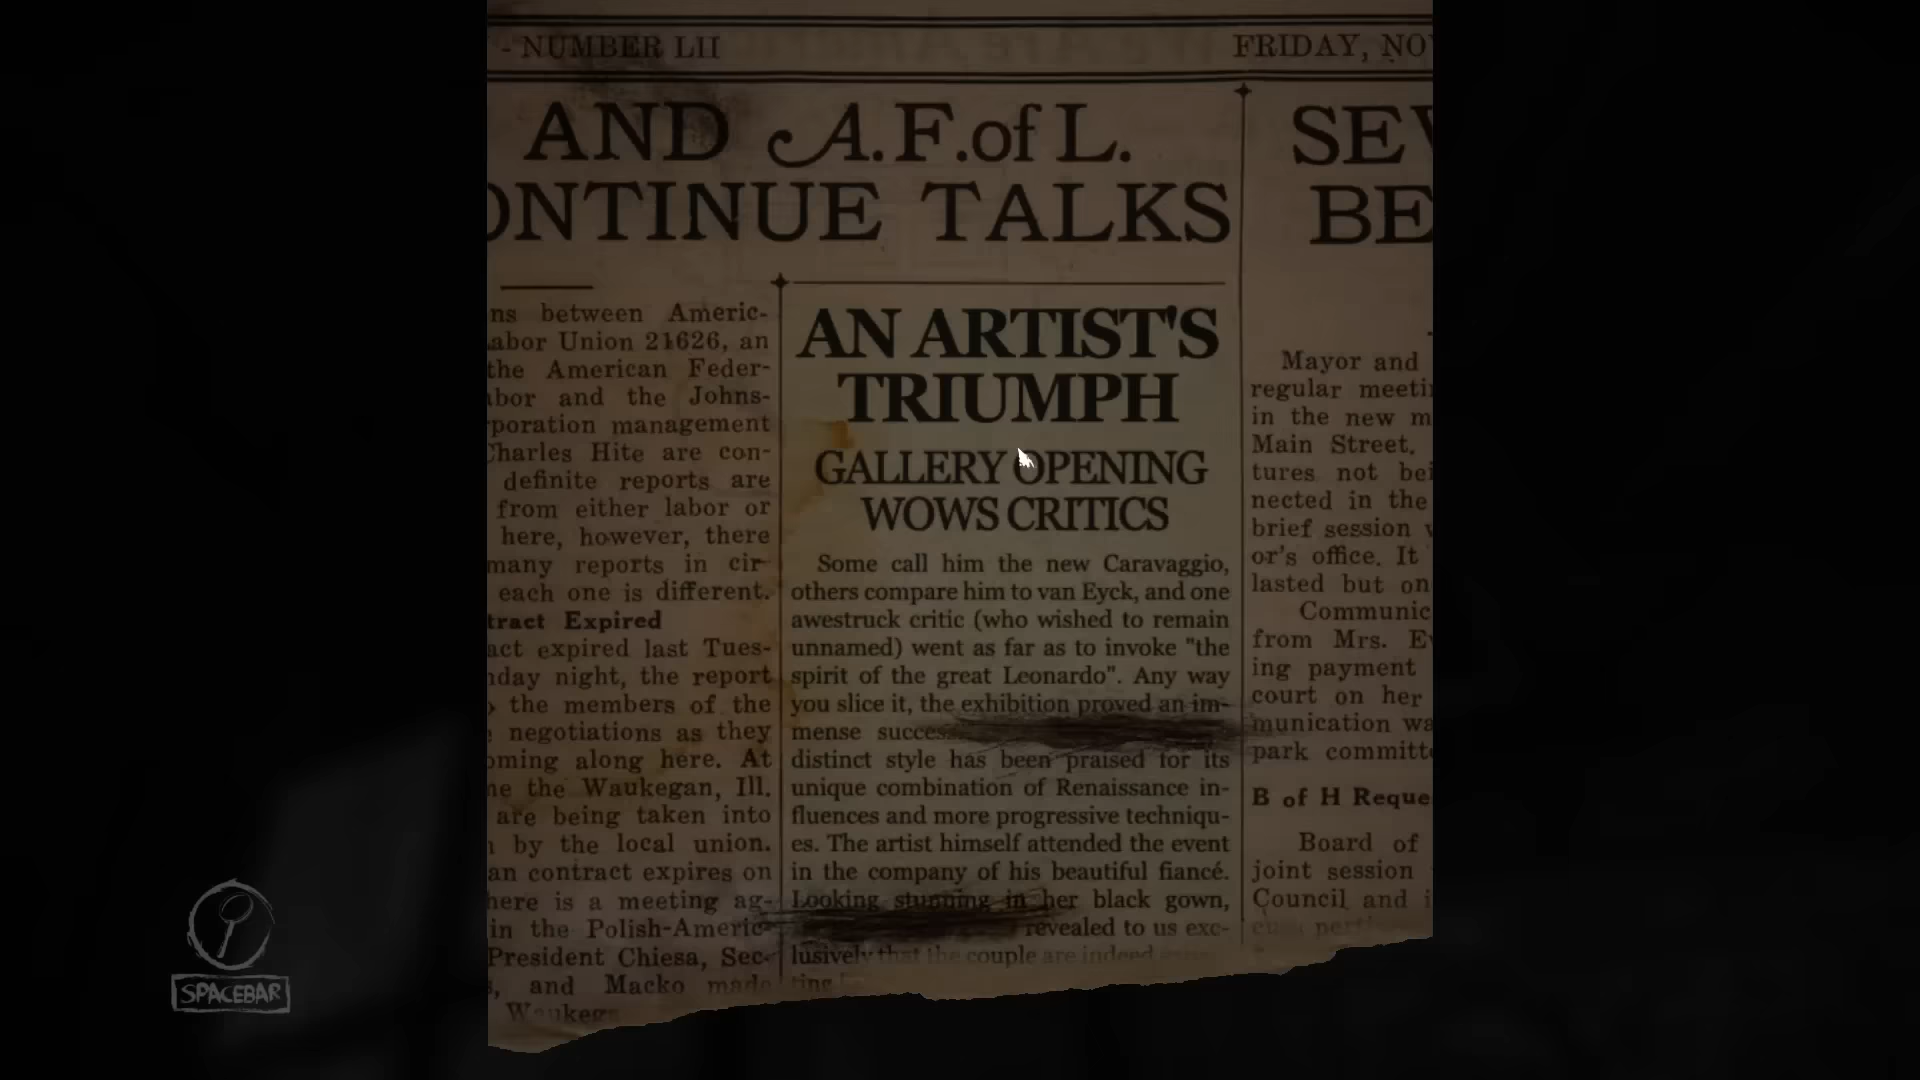 - NUMBER LII
FRIDAY, NO
AND A.F.of L.
ONTINUE TALKS
ns between Americ-
abor Union 21626, an
the American Feder-
bor and the Johns-
poration management
Charles Hite are con-
definite reports are
from either labor or
here, however, there
many reports in cir-
each one is different.
tract Expired
act expired last Tues-
day night, the report
the members of the
negotiations as they
oming along here. At
he the Waukegan, Ill.
are being taken into
by the local union.
an contract expires on
here is a meeting ag-
in the Polish-Americ-
President Chiesa, Sec-
, and Macko made
Waukeg
AN ARTIST'S
TRIUMPH
GALLERY OPENING
WOWS CRITICS
Some call him the new Caravaggio,
others compare him to van Eyck, and one
awestruck critic (who wished to remain
unnamed) went as far as to invoke "the
spirit of the great Leonardo". Any way
you slice it, the exhibition proved an im-
mense succes
distinct style has been praised for its
unique combination of Renaissance in-
fluences and more progressive techniqu-
es. The artist himself attended the event
in the company of his beautiful fiancé.
Looking stunning in her black gown,
revealed to us exc-
lusively that the couple are indeed
ting
SEV
BE
Mayor and
regular meeti
in the new m
Main Street.
tures not bei
nected in the
brief session
or's office. It
lasted but on
Communic
from Mrs. Ev
ing payment
court on her
munication wa
park committe
B of H Reque
Board of
joint session
Council and i
SPACEBAR